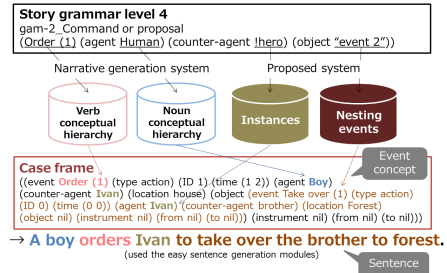 Story grammar level 4
gam-2_Command or proposal
(Order (1) (agent Human) (counter-agent !hero) (object “event 2”))
Narrative generation system
Proposed system
Verb conceptual hierarchy
Noun conceptual hierarchy
Instances
Nesting events
Case frame
Event concept
((event Order (1) (type action) (ID 1) (time (1 2)) (agent Boy)
(counter-agent Ivan) (location house) (object (event Take over (1) (type action)
(ID 0) (time (0 0)) (agent Ivan) (counter-agent brother) (location Forest)
(object nil) (instrument nil) (from nil) (to nil))) (instrument nil) (from nil) (to nil)))
→ A boy orders Ivan to take over the brother to forest.
(used the easy sentence generation modules)
Sentence